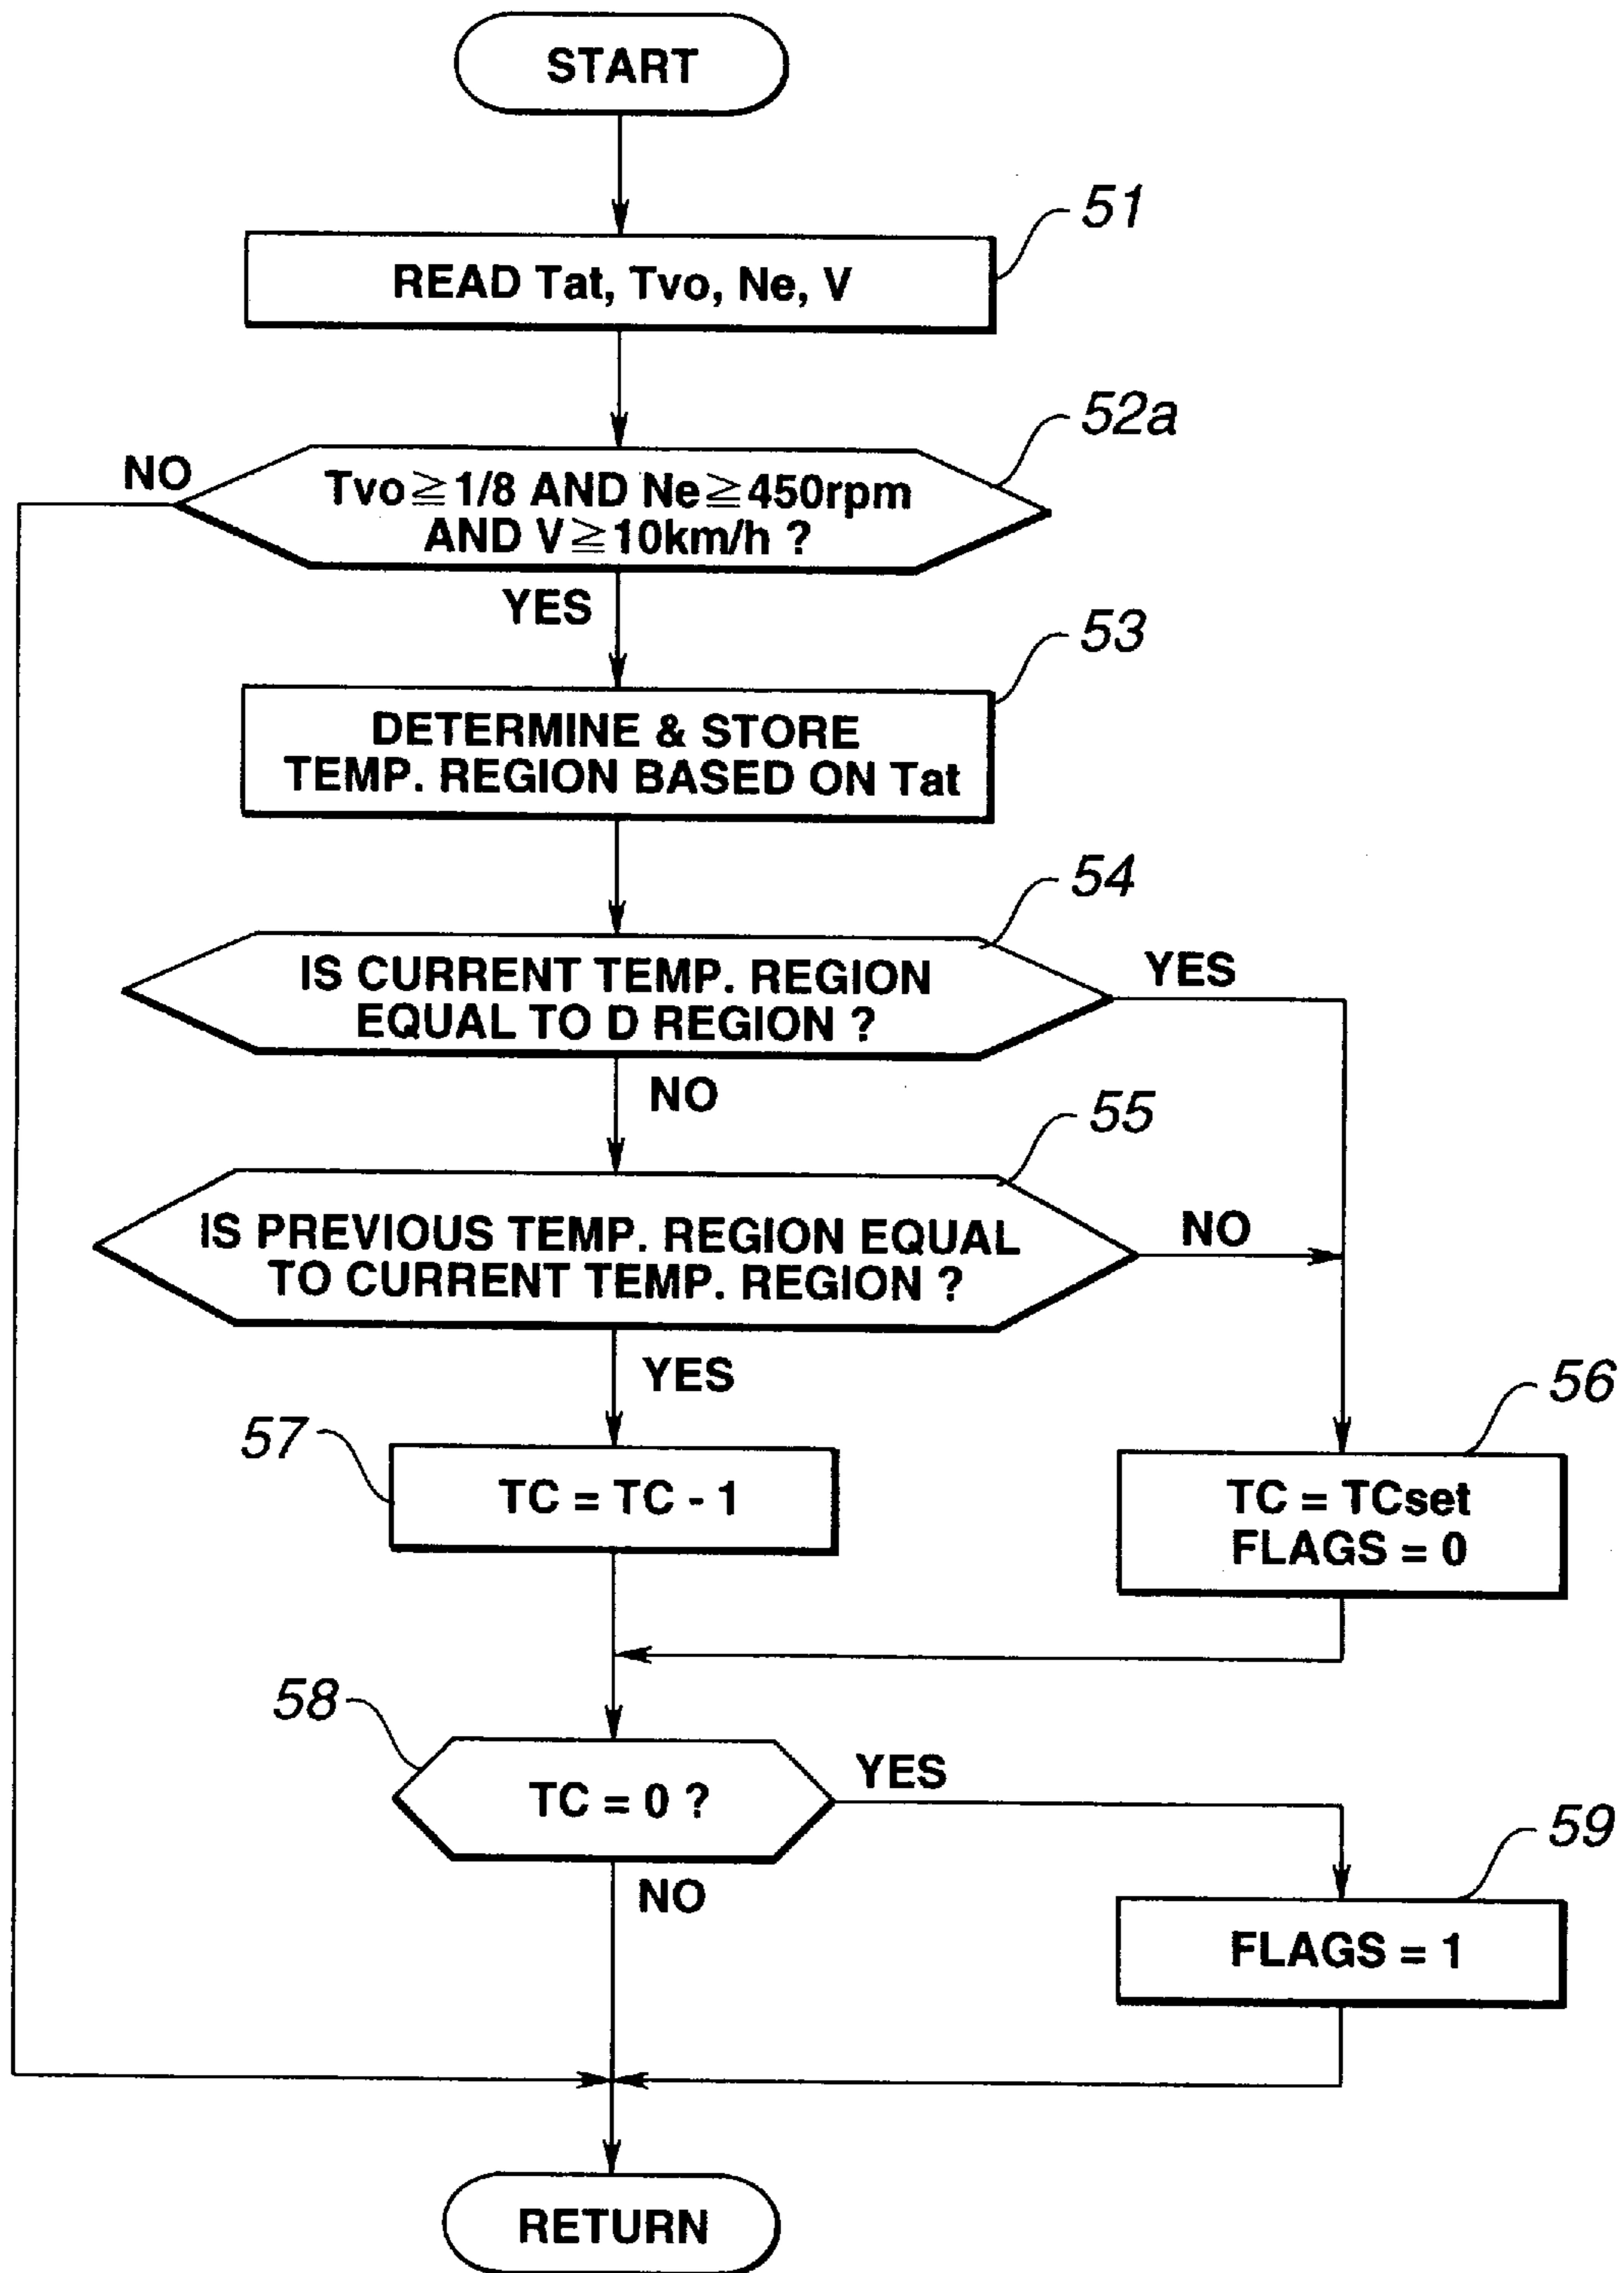 START
51
READ Tat, Tvo, Ne, V
52a
NO
Tvo≧1/8 AND Ne≧450rpm
AND V≧10km/h ?
YES
53
DETERMINE & STORE
TEMP. REGION BASED ON Tat
54
IS CURRENT TEMP. REGION
EQUAL TO D REGION ?
YES
NO
55
IS PREVIOUS TEMP. REGION EQUAL
TO CURRENT TEMP. REGION ?
NO
YES
56
57
TC = TC - 1
TC = TCset
FLAGS = 0
58
TC = 0 ?
YES
59
NO
FLAGS = 1
RETURN